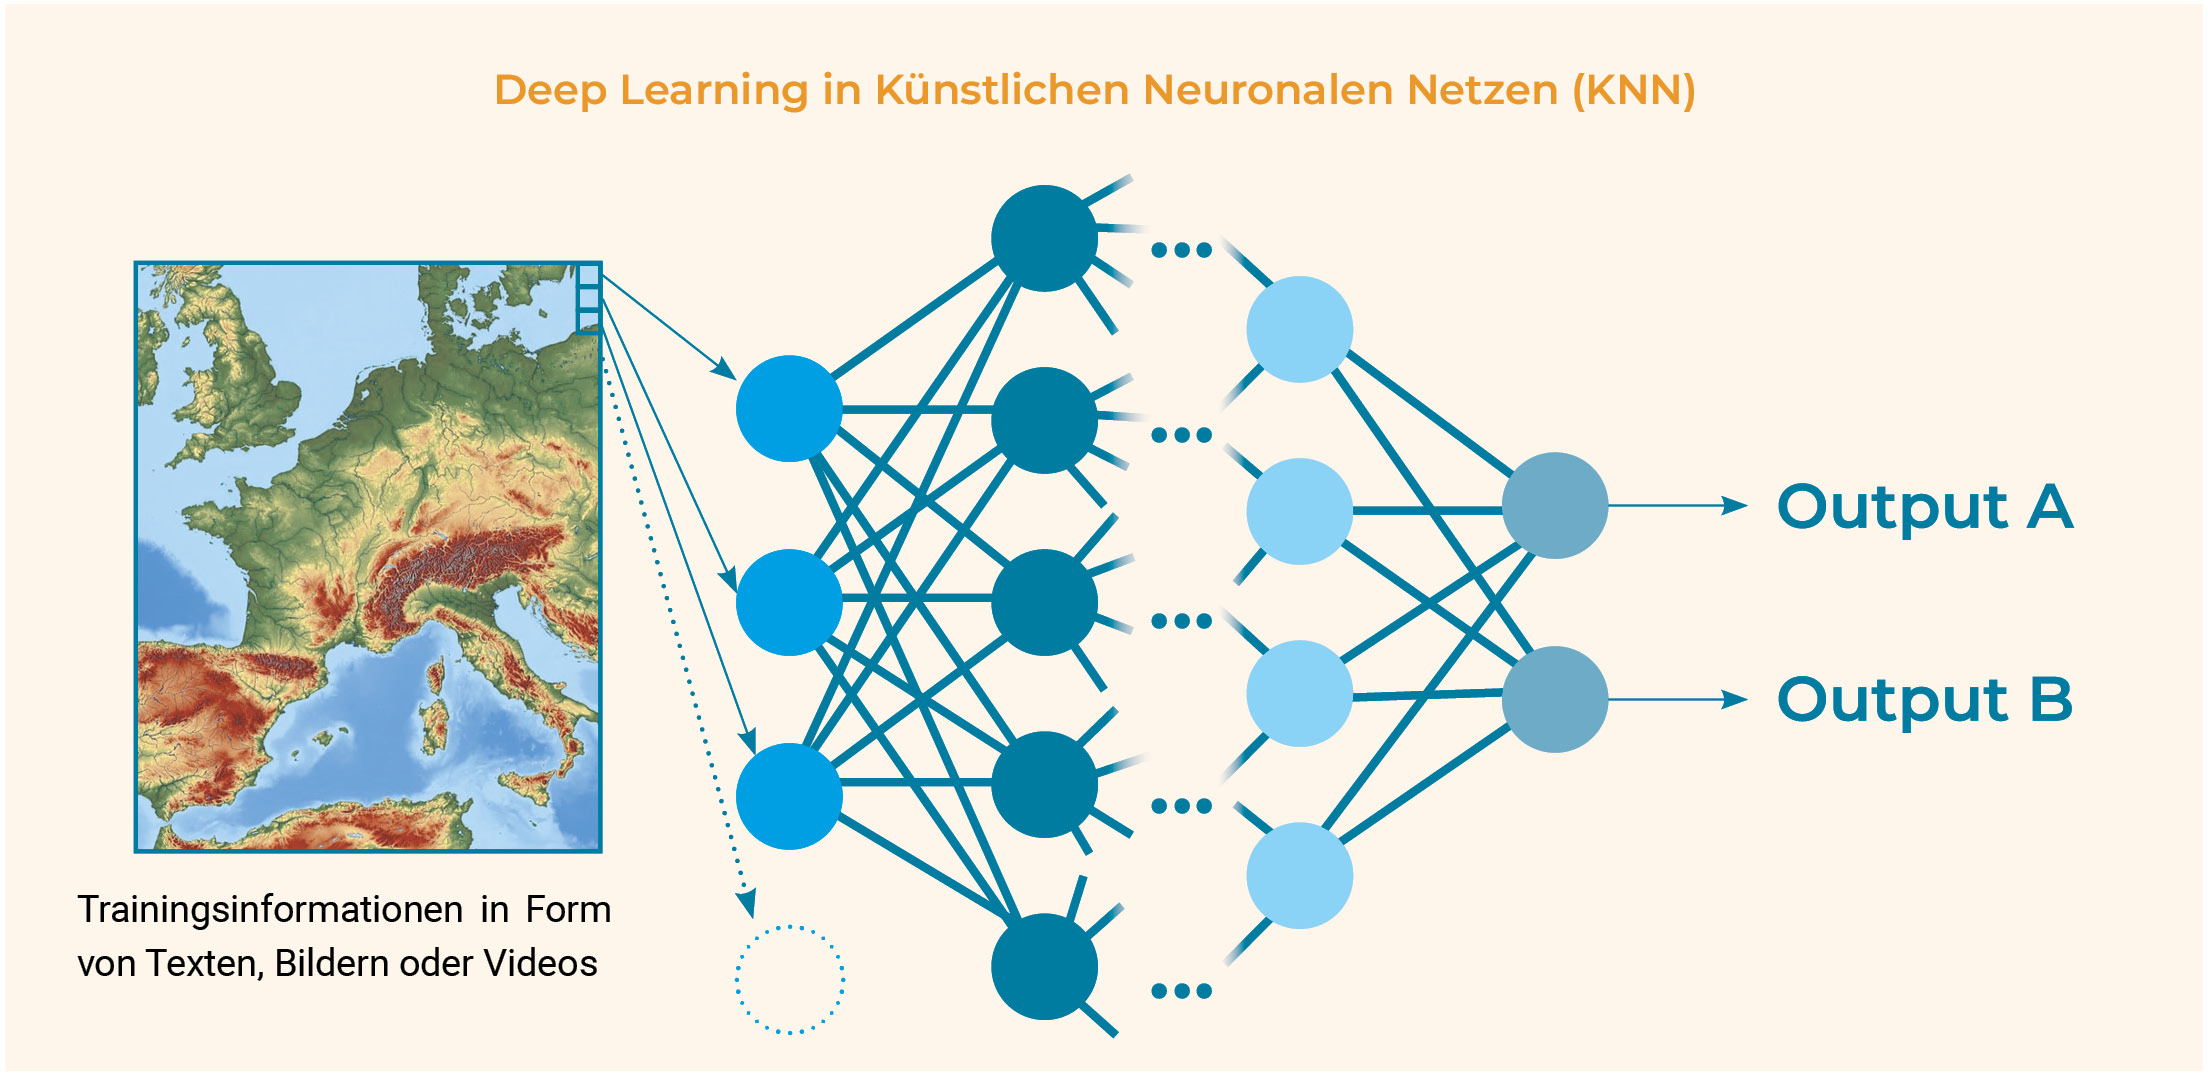 Deep Learning in Künstlichen Neuronalen Netzen (KNN)
Output A
Output B
Trainingsinformationen in Form
von Texten, Bildern oder Videos